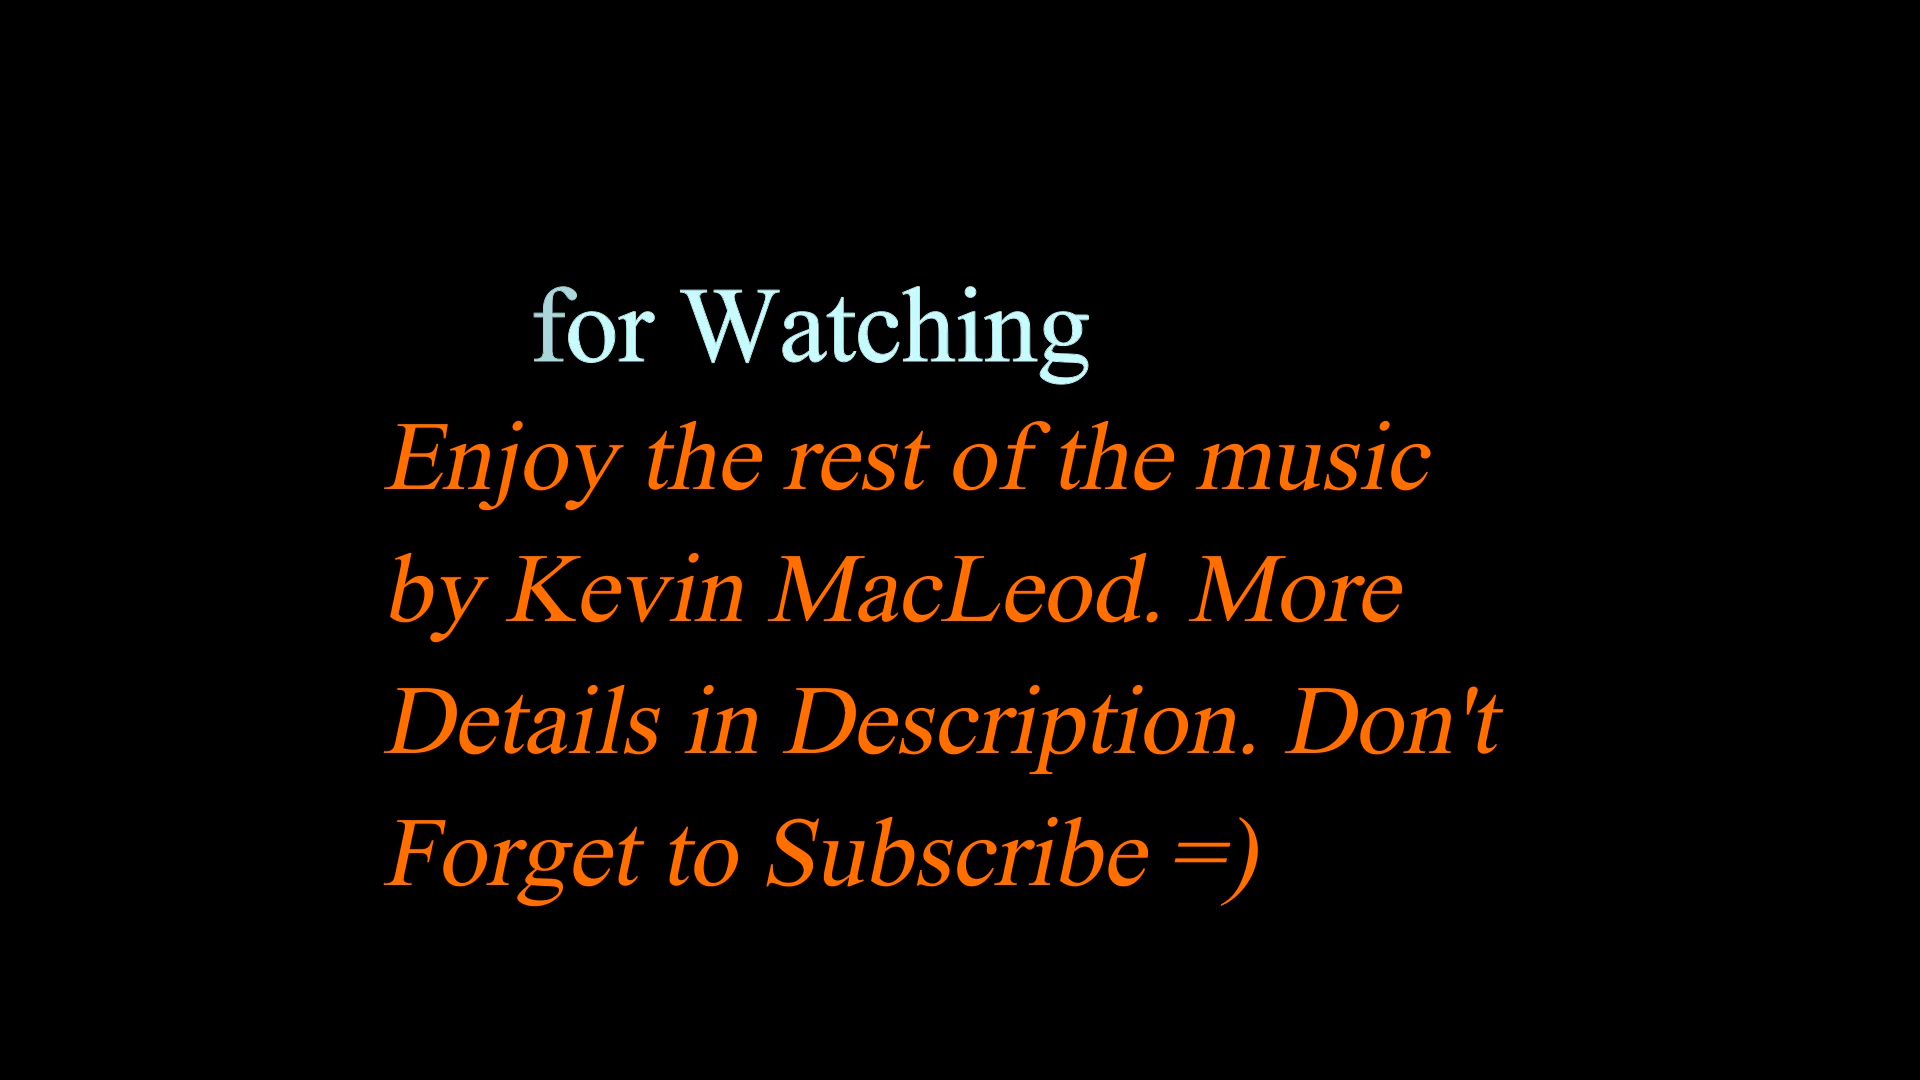 for Watching
Enjoy the rest of the music
by Kevin MacLeod. More
Details in Description. Don't
Forget to Subscribe =)